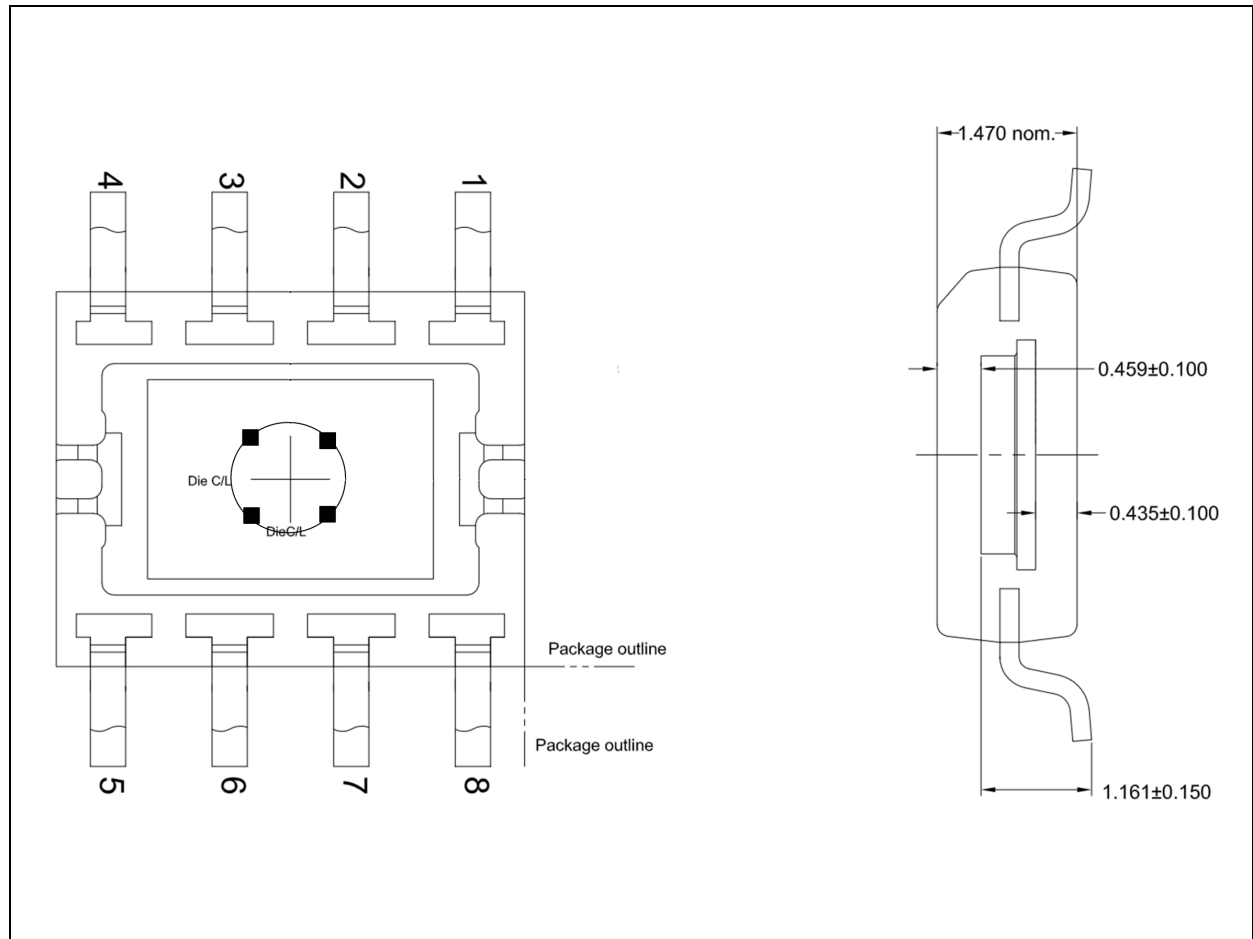 4 3 2 1
Die C/L
DieC/L
5 6 7 8
Package outline
Package outline
1.470 nom.
0.459±0.100
0.435±0.100
1.161±0.150